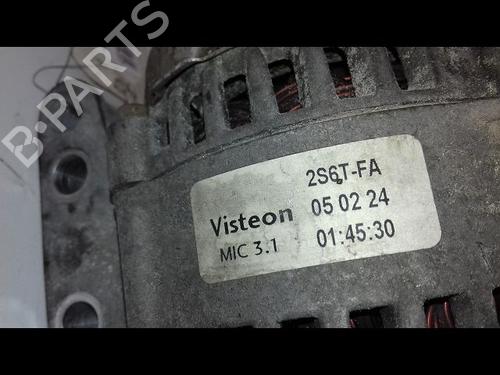 B-PARTS
Visteon
MIC 3.1
2S6T-FA
05 02 24
01:45:30